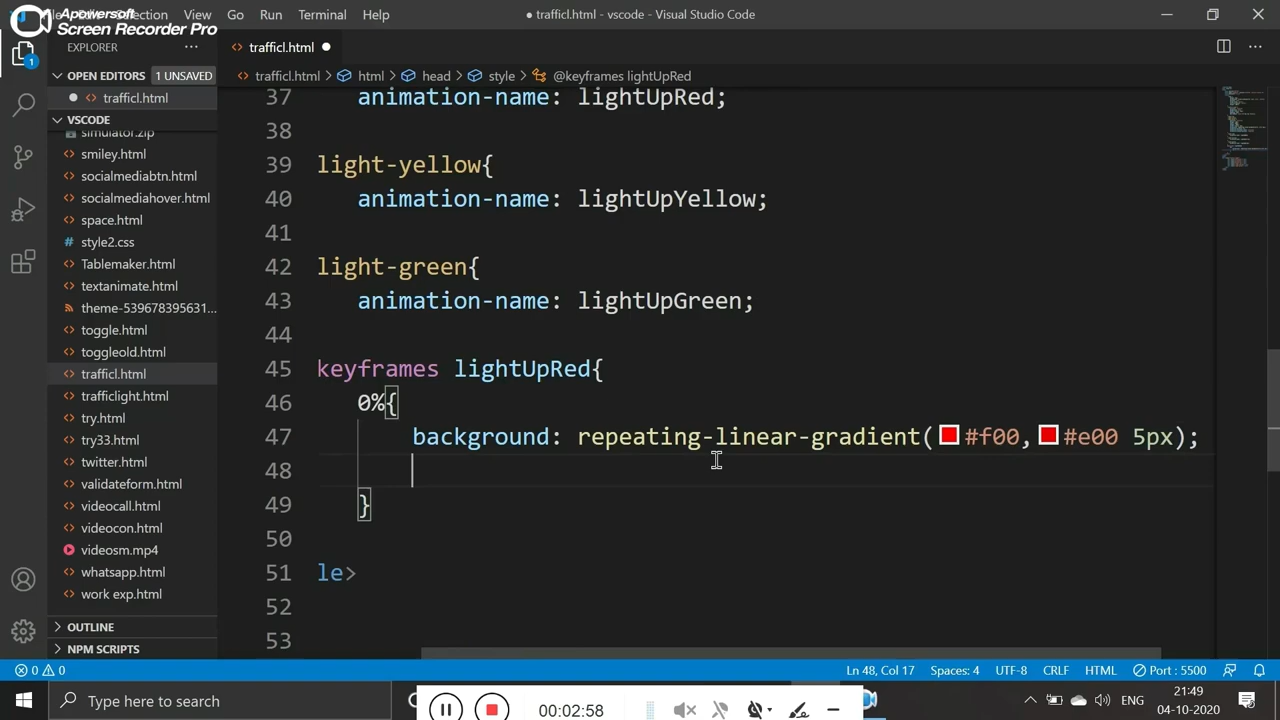 Apowersoft
Screen Recorder Pro
Selection
View
Go
Run
Terminal
Help
● trafficl.html - vscode - Visual Studio Code
EXPLORER
OPEN EDITORS
1 UNSAVED
trafficl.html
VSCODE
simulator.zip
smiley.html
socialmediabtn.html
socialmediahover.html
space.html
style2.css
Tablemaker.html
textanimate.html
theme-539678395631...
toggle.html
toggleold.html
trafficl.html
trafficlight.html
try.html
try33.html
twitter.html
validateform.html
videocall.html
videocon.html
videosm.mp4
whatsapp.html
work exp.html
OUTLINE
NPM SCRIPTS
trafficl.html
trafficl.html > html > head > style > @keyframes lightUpRed
37 animation-name: lightUpRed;
38
39 light-yellow{
40 animation-name: lightUpYellow;
41
42 light-green{
43 animation-name: lightUpGreen;
44
45 keyframes lightUpRed{
46 0%{
47 background: repeating-linear-gradient(#f00,#e00 5px);
48
49 }
50
51 le>
52
53
1
0 0
Ln 48, Col 17
Spaces: 4
UTF-8
CRLF
HTML
Port : 5500
Type here to search
00:02:58
ENG
21:49
04-10-2020